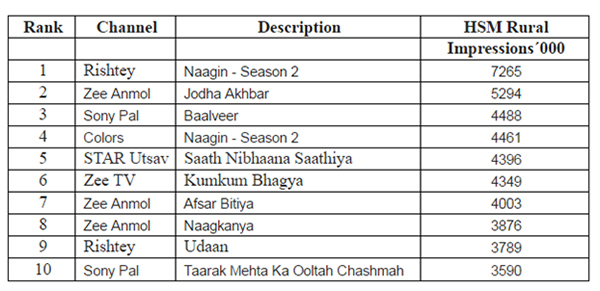 Rank Channel Description HSM Rural
Impressions´000
1 Rishtey Naagin - Season 2 7265
2 Zee Anmol Jodha Akhbar 5294
3 Sony Pal Baalveer 4488
4 Colors Naagin - Season 2 4461
5 STAR Utsav Saath Nibhaana Saathiya 4396
6 Zee TV Kumkum Bhagya 4349
7 Zee Anmol Afsar Bitiya 4003
8 Zee Anmol Naagkanya 3876
9 Rishtey Udaan 3789
10 Sony Pal Taarak Mehta Ka Ooltah Chashmah 3590